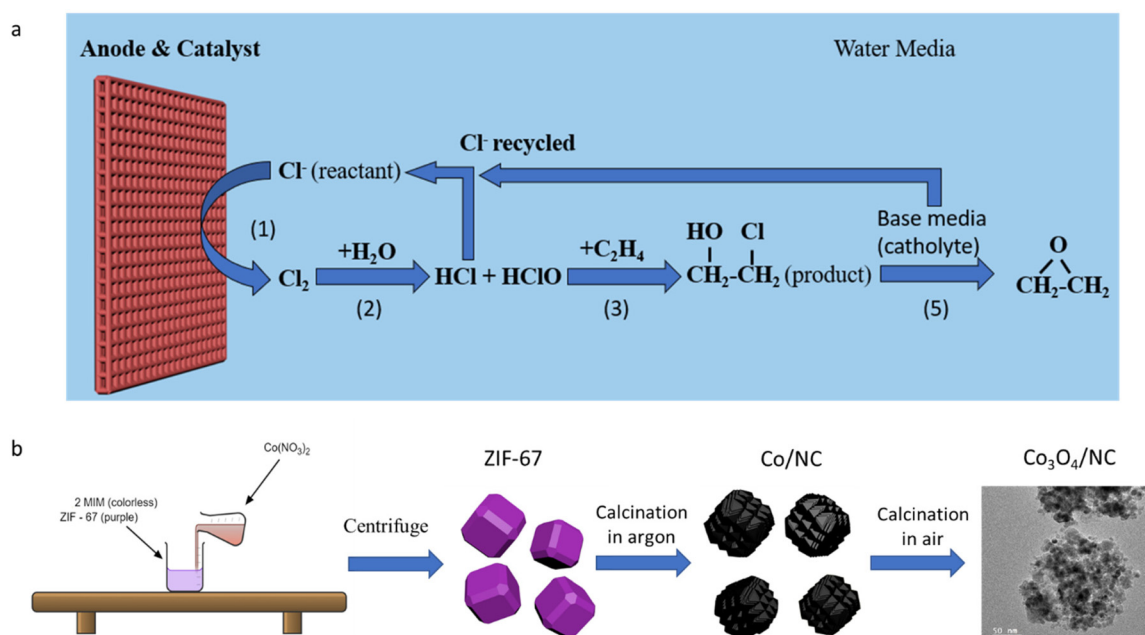 a
Anode & Catalyst
Water Media
Cl⁻ recycled
Cl⁻ (reactant)
(1)
+H₂O
Cl₂
(2)
HCl + HClO
+C₂H₄
(3)
HO Cl
CH₂-CH₂ (product)
Base media
(catholyte)
(5)
O
CH₂-CH₂
b
Co(NO₃)₂
2 MIM (colorless)
ZIF - 67 (purple)
Centrifuge
ZIF-67
Calcination
in argon
Co/NC
Calcination
in air
Co₃O₄/NC
50 nm